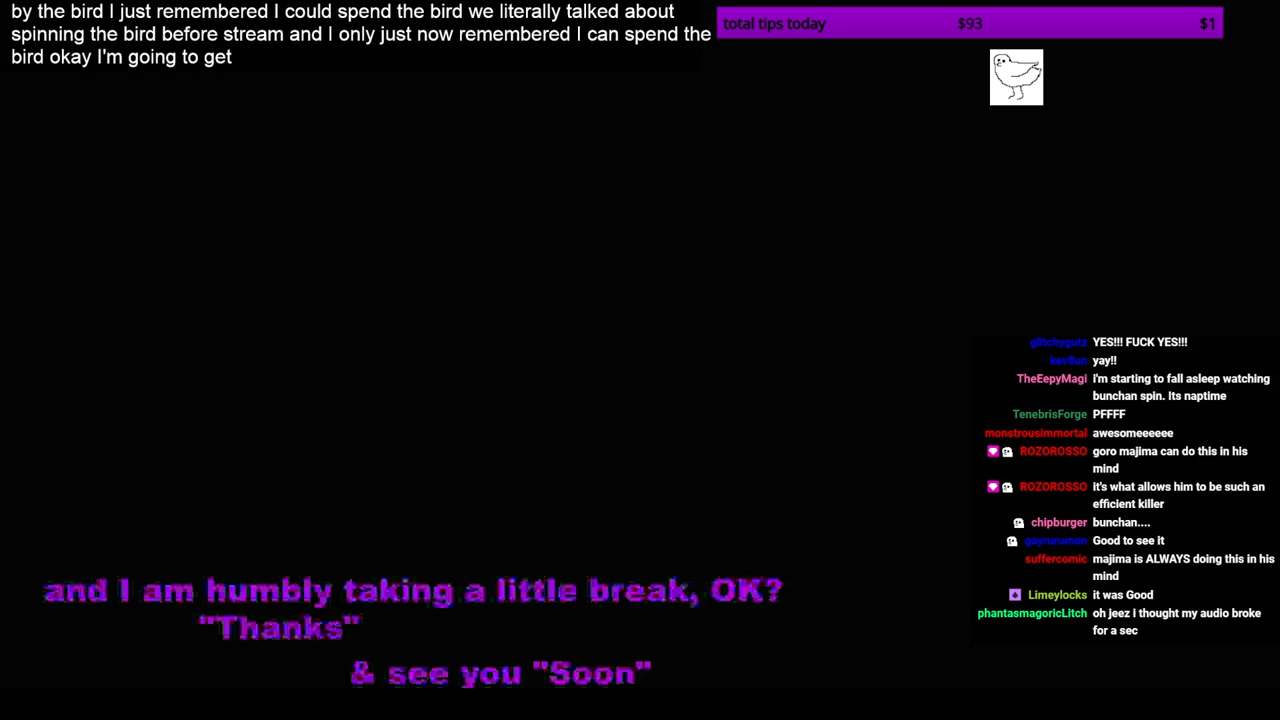 by the bird I just remembered I could spend the bird we literally talked about
spinning the bird before stream and I only just now remembered I can spend the
bird okay I'm going to get
total tips today $93 $1
glitchygutz YES!!! FUCK YES!!!
yay!!
TheEepyMagi i'm starting to fall asleep watching
bunchan spin. Its naptime
TenebrisForge PFFFF
monstrousimmortal awesomeeeeee
ROZOROSSO goro majima can do this in his
mind
ROZOROSSO it's what allows him to be such an
efficient killer
chipburger bunchan....
gayrurumon Good to see it
suffercomic majima is ALWAYS doing this in his
mind
Limeylocks it was Good
phantasmagoricLitch oh jeez i thought my audio broke
for a sec
and I am humbly taking a little break, OK?
"Thanks"
& see you "Soon"